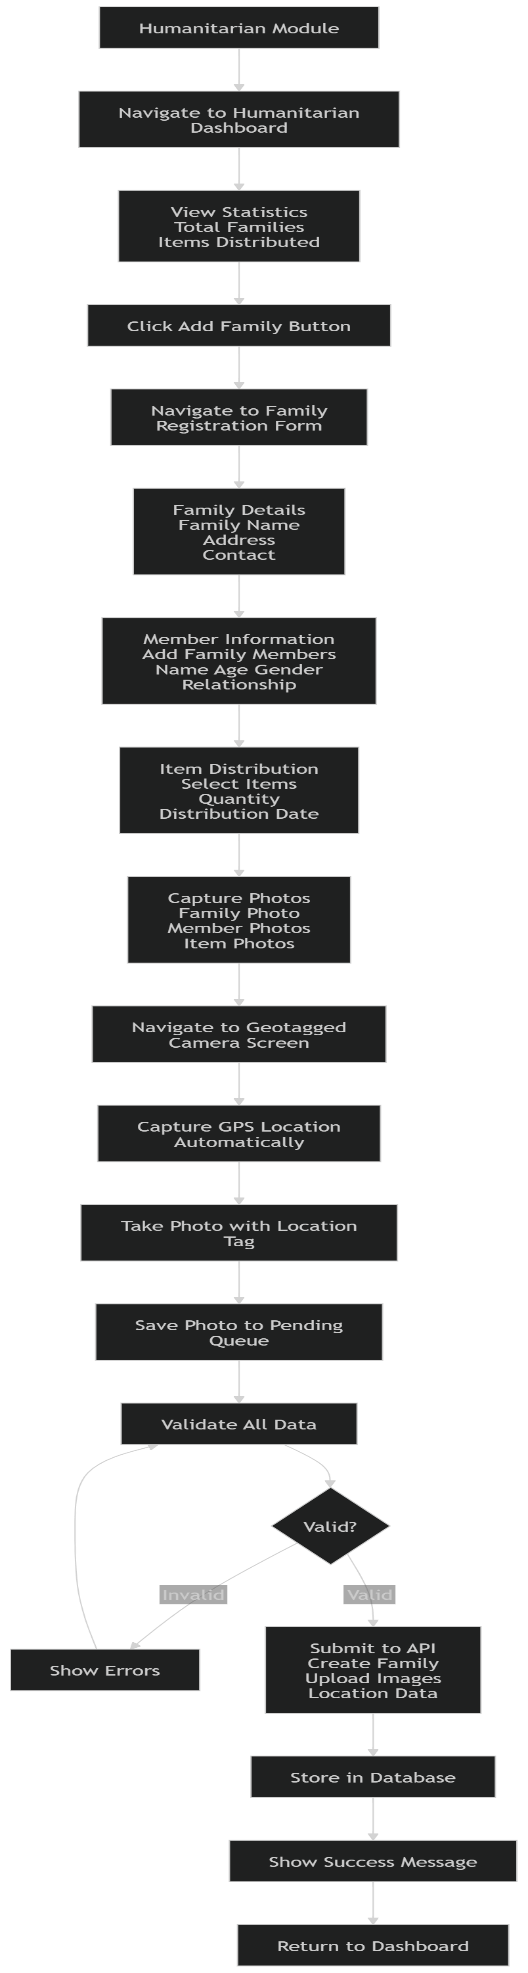 Humanitarian Module
Navigate to Humanitarian
Dashboard
View Statistics
Total Families
Items Distributed
Click Add Family Button
Navigate to Family
Registration Form
Family Details
Family Name
Address
Contact
Member Information
Add Family Members
Name Age Gender
Relationship
Item Distribution
Select Items
Quantity
Distribution Date
Capture Photos
Family Photo
Member Photos
Item Photos
Navigate to Geotagged
Camera Screen
Capture GPS Location
Automatically
Take Photo with Location
Tag
Save Photo to Pending
Queue
Validate All Data
Valid?
Invalid
Valid
Show Errors
Submit to API
Create Family
Upload Images
Location Data
Store in Database
Show Success Message
Return to Dashboard